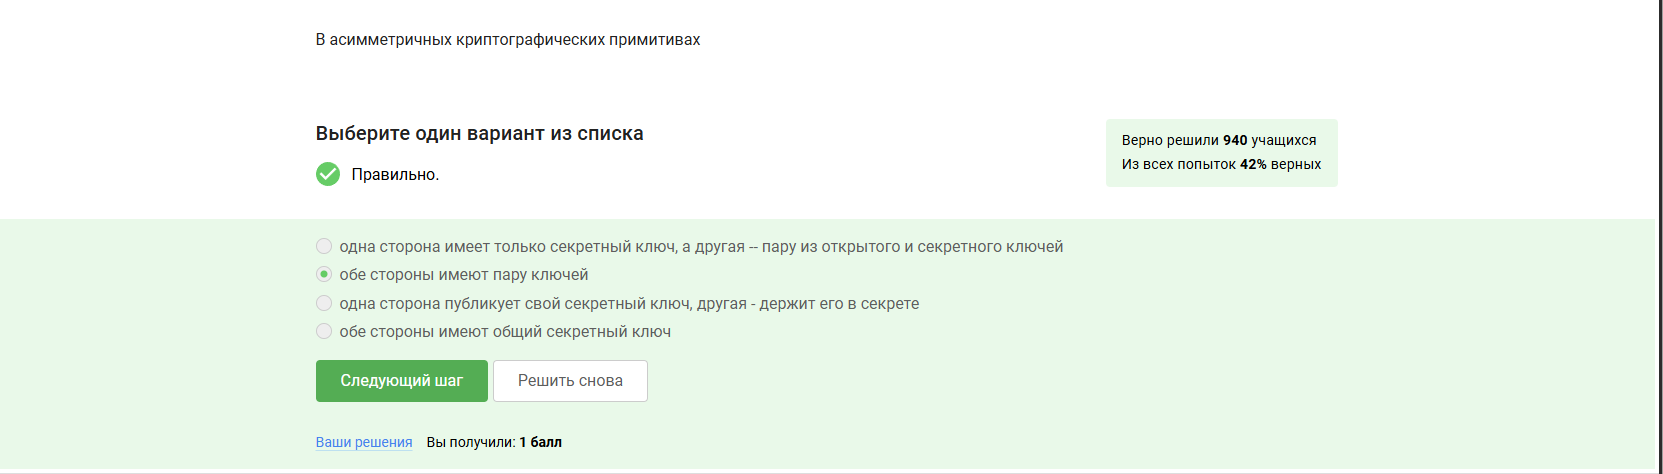 В асимметричных криптографических примитивах
Выберите один вариант из списка
Правильно.
Верно решили 940 учащихся
Из всех попыток 42% верных
одна сторона имеет только секретный ключ, а другая -- пару из открытого и секретного ключей
обе стороны имеют пару ключей
одна сторона публикует свой секретный ключ, другая - держит его в секрете
обе стороны имеют общий секретный ключ
Следующий шаг
Решить снова
Ваши решения Вы получили: 1 балл